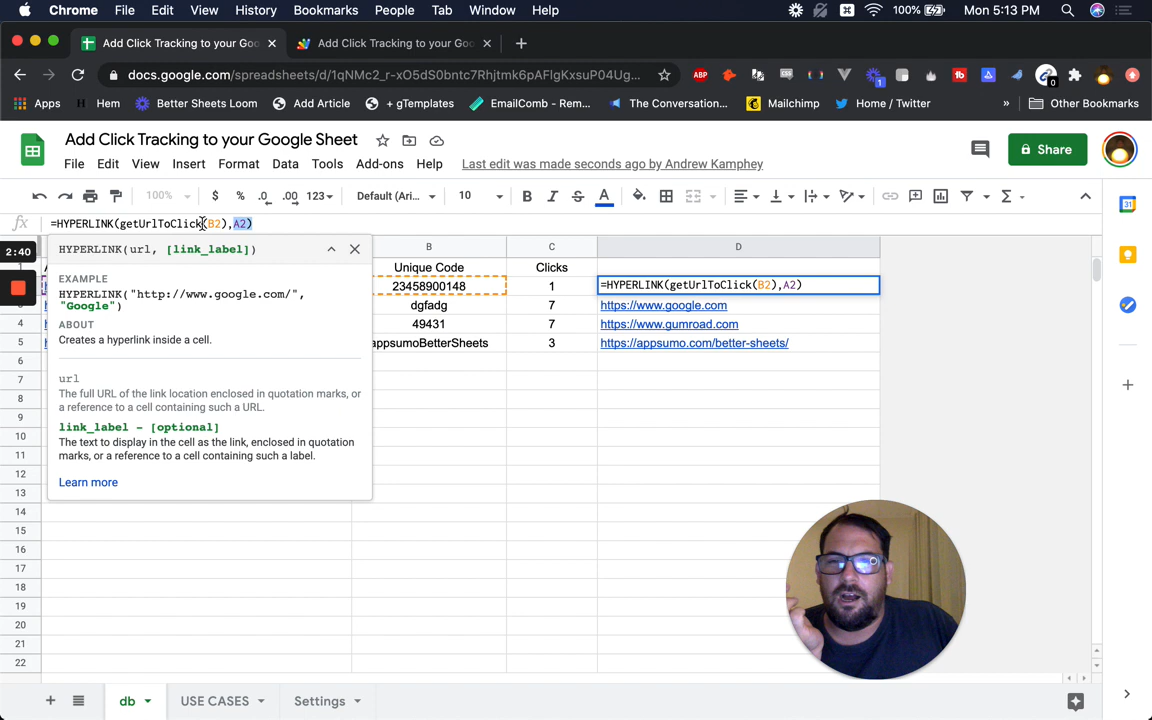 Chrome File Edit View History Bookmarks People Tab Window Help 100% Mon 5:13 PM
Add Click Tracking to your Goo Add Click Tracking to your Goo
docs.google.com/spreadsheets/d/1qNMc2_r-xO5dS0bntc7Rhjtmk6pAFlgKxsuP04Ug...
Apps Hem Better Sheets Loom Add Article + gTemplates EmailComb - Rem... The Conversation... Mailchimp Home / Twitter » Other Bookmarks
Add Click Tracking to your Google Sheet
Share
File Edit View Insert Format Data Tools Add-ons Help Last edit was made seconds ago by Andrew Kamphey
100% $ % .0 .00 123 Default (Ari... 10 B I S A
fx =HYPERLINK(getUrlToClick(B2),A2)
2:40
HYPERLINK(url, [link_label])
EXAMPLE
HYPERLINK("http://www.google.com/",
"Google")
ABOUT
Creates a hyperlink inside a cell.
url
The full URL of the link location enclosed in quotation marks, or
a reference to a cell containing such a URL.
link_label - [optional]
The text to display in the cell as the link, enclosed in quotation
marks, or a reference to a cell containing such a label.
Learn more
B C D
Unique Code Clicks
23458900148 1 =HYPERLINK(getUrlToClick(B2),A2)
dgfadg 7 https://www.google.com
4 49431 7 https://www.gumroad.com
5 appsumoBetterSheets 3 https://appsumo.com/better-sheets/
6
7
8
9
10
11
12
13
14
15
16
17
18
19
20
21
22
db USE CASES Settings